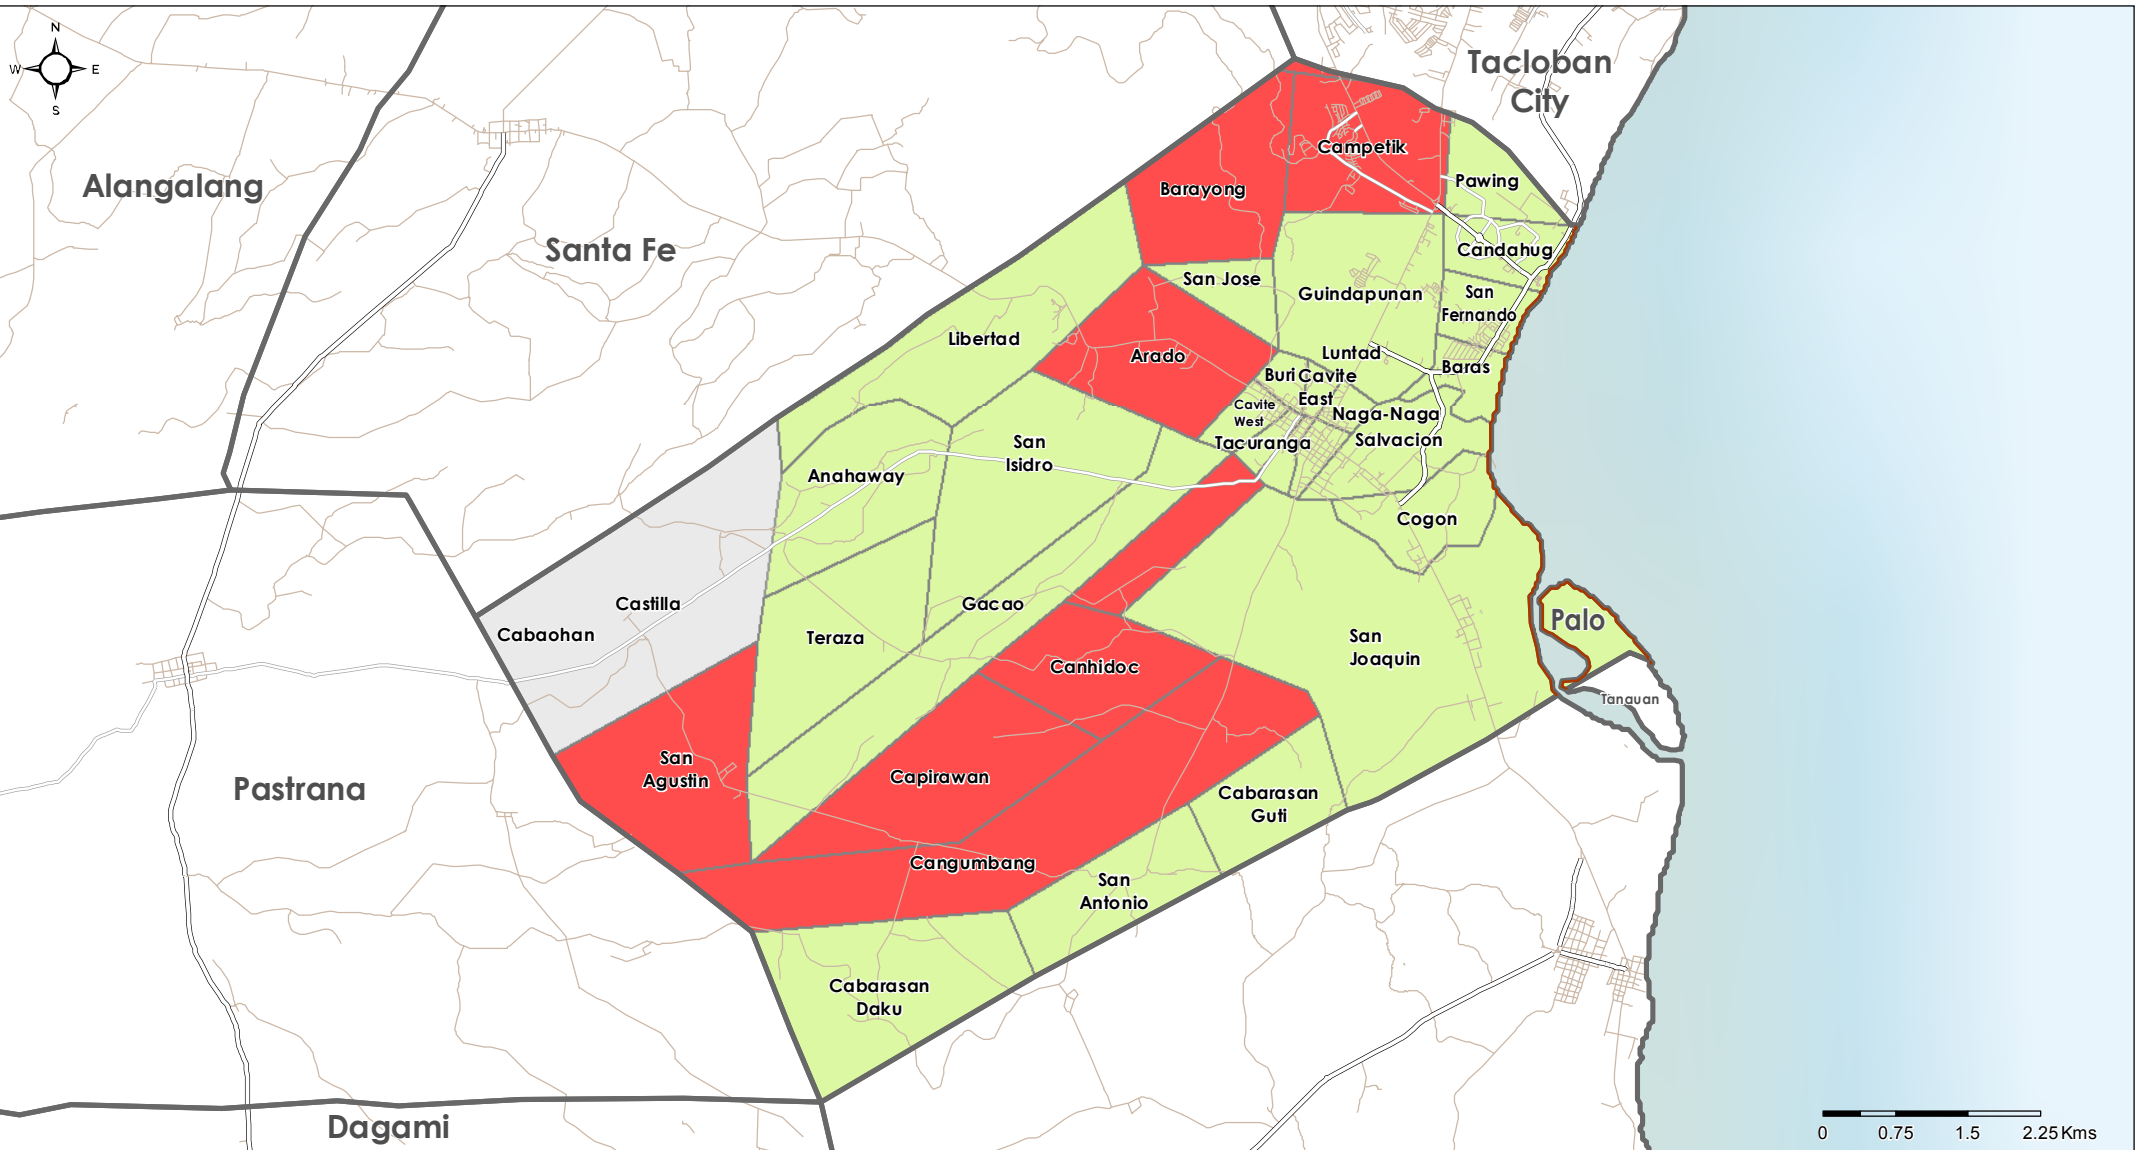 N
W
E
S
Tacloban
City
Alangalang
Santa Fe
Campetik
Pawing
Barayong
Candahug
San Jose
Guindapunan
San
Fernando
Libertad
Arado
Luntad
Baras
Buri
Cavite
East
Cavite
West
Naga-Naga
Tacuranga
Salvacion
San
Isidro
Anahaway
Cogon
Castilla
Cabaohan
Gacao
Teraza
Palo
San
Joaquin
Canhidoc
Tanauan
San
Agustin
Capirawan
Pastrana
Cabarasan
Guti
Cangumbang
San
Antonio
Cabarasan
Daku
Dagami
0 0.75 1.5 2.25 Kms